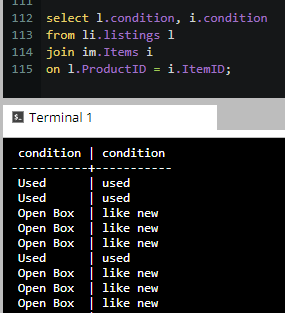 111
112 select l.condition, i.condition
113 from li.listings l
114 join im.Items i
115 on l.ProductID = i.ItemID;
Terminal 1
condition | condition
-----------+-----------
Used | used
Used | used
Open Box | like new
Open Box | like new
Open Box | like new
Used | used
Open Box | like new
Open Box | like new
Open Box | like new